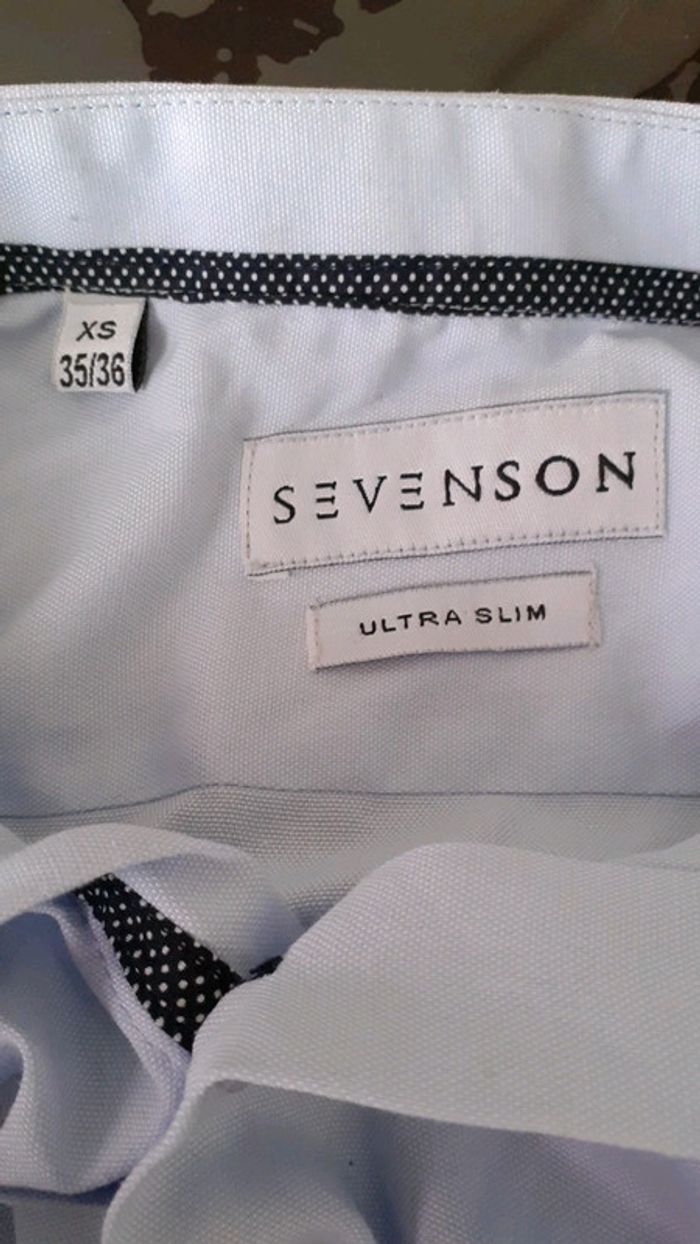 XS
35/36
SEVENSON
ULTRA SLIM